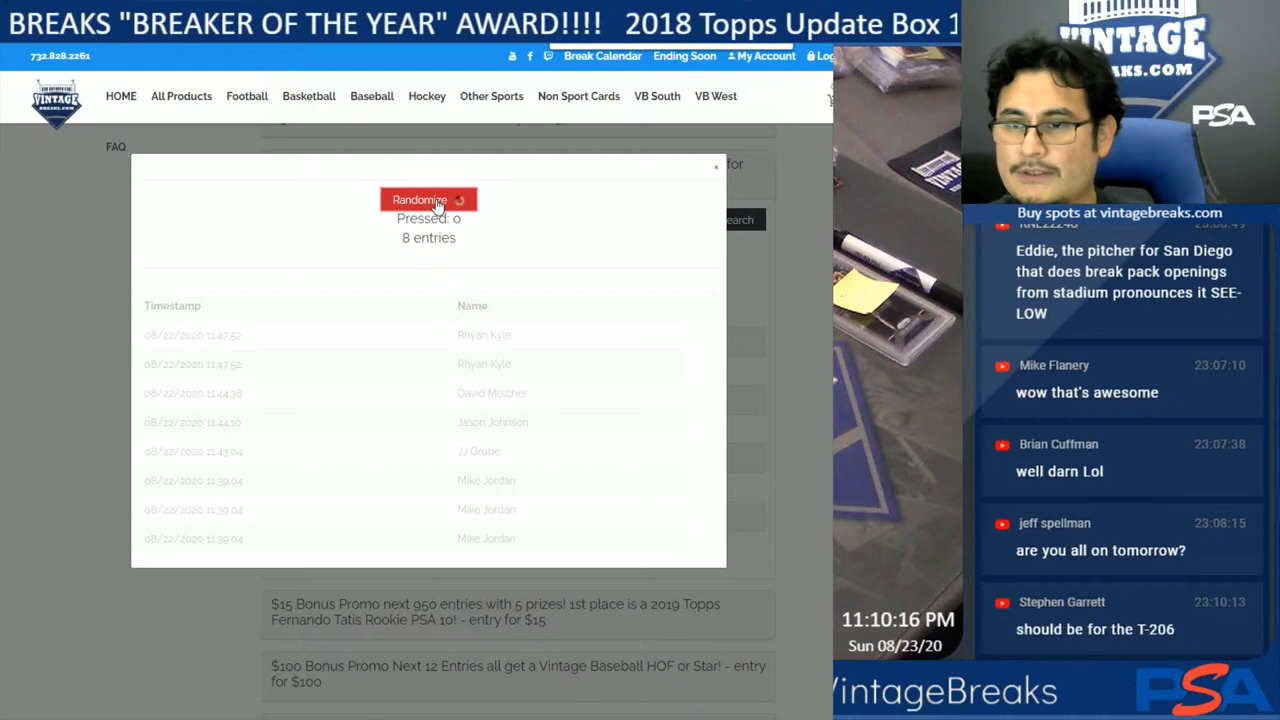 BREAKS "BREAKER OF THE YEAR" AWARD!!!! 2018 Topps Update Box 1
732.828.2261
Break Calendar Ending Soon My Account Log
VINTAGE
BREAKS.COM
HOME All Products Football Basketball Baseball Hockey Other Sports Non Sport Cards VB South VB West
FAQ
for
Search
×
Randomize
Pressed: 0
8 entries
Timestamp Name
08/22/2020 11:47:52 Rhyan Kyle
08/22/2020 11:47:52 Rhyan Kyle
08/22/2020 11:44:38 David Melcher
08/22/2020 11:44:10 Jason Johnson
08/22/2020 11:43:04 JJ Grube
08/22/2020 11:39:04 Mike Jordan
08/22/2020 11:39:04 Mike Jordan
08/22/2020 11:39:04 Mike Jordan
$15 Bonus Promo next 950 entries with 5 prizes! 1st place is a 2019 Topps
Fernando Tatis Rookie PSA 10! - entry for $15
$100 Bonus Promo Next 12 Entries all get a Vintage Baseball HOF or Star! - entry
for $100
VINTAGE
AKS.COM
PSA
Buy spots at vintagebreaks.com
Eddie, the pitcher for San Diego
that does break pack openings
from stadium pronounces it SEE-
LOW
Mike Flanery 23:07:10
wow that's awesome
Brian Cuffman 23:07:38
well darn Lol
jeff spellman 23:08:15
are you all on tomorrow?
Stephen Garrett 23:10:13
should be for the T-206
11:10:16 PM
Sun 08/23/20
VintageBreaks
PSA